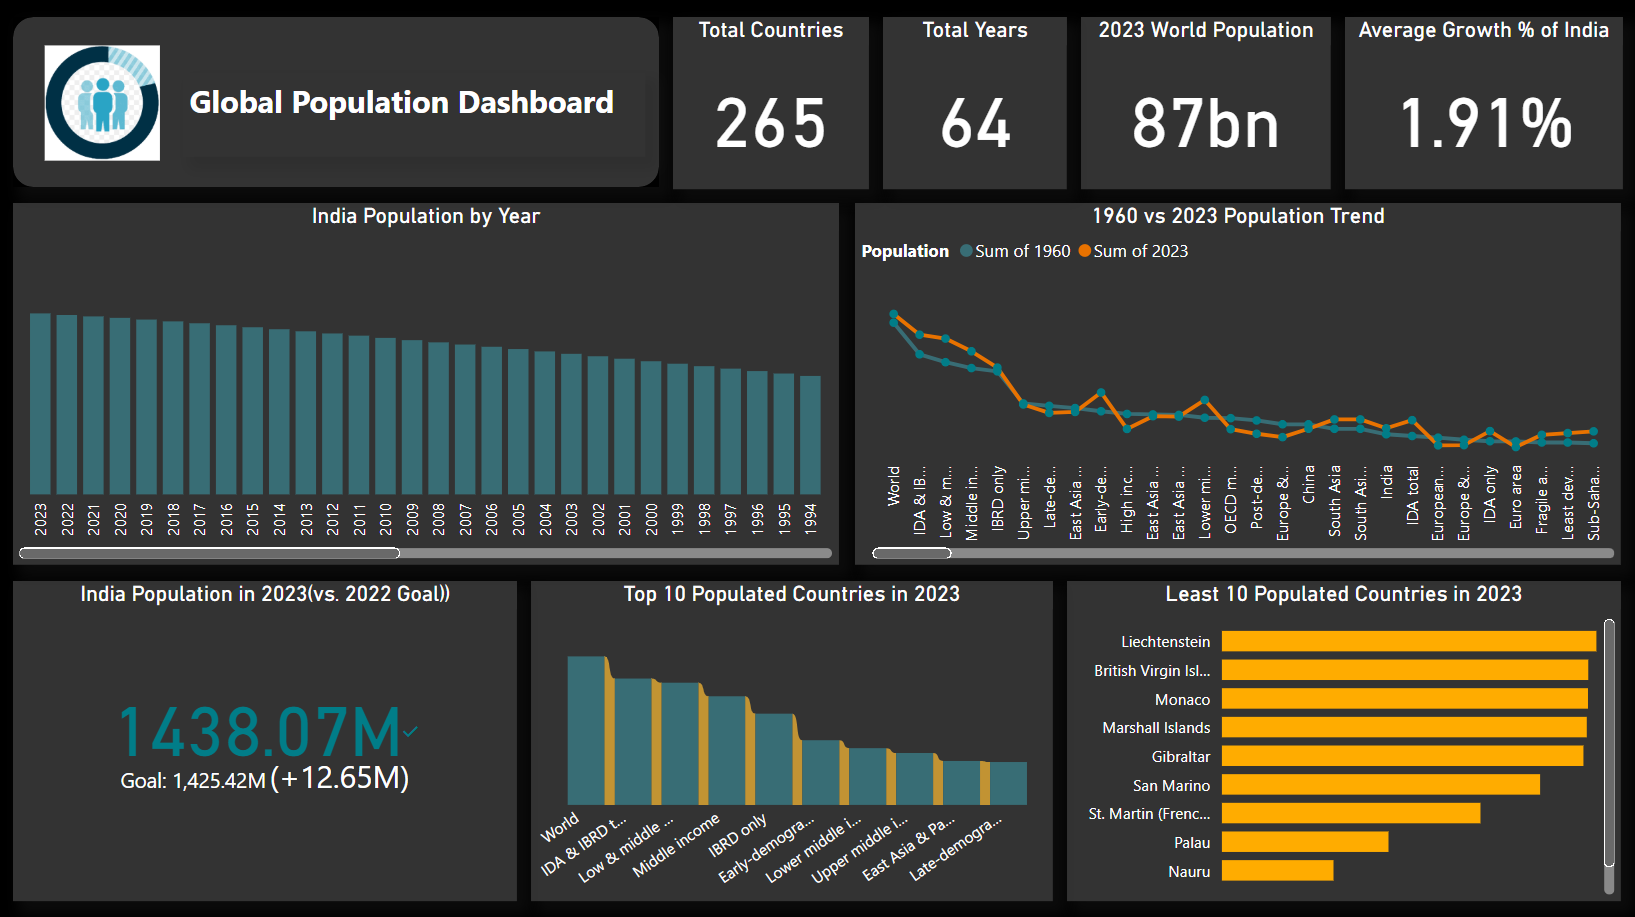 Global Population Dashboard
Total Countries
265
Total Years
64
2023 World Population
87bn
Average Growth % of India
1.91%
India Population by Year
2023
2022
2021
2020
2019
2018
2017
2016
2015
2014
2013
2012
2011
2010
2009
2008
2007
2006
2005
2004
2003
2002
2001
2000
1999
1998
1997
1996
1995
1994
1960 vs 2023 Population Trend
Population Sum of 1960 Sum of 2023
World
IDA & IB...
Low & m...
Middle in...
IBRD only
Upper mi...
Late-de...
East Asia ...
Early-de...
High inc...
East Asia ...
East Asia ...
Lower mi...
OECD m...
Post-de...
Europe &...
China
South Asia
South Asi...
India
IDA total
European...
Europe &...
IDA only
Euro area
Fragile a...
Least dev...
Sub-Saha...
India Population in 2023(vs. 2022 Goal))
1438.07M
Goal: 1,425.42M (+12.65M)
Top 10 Populated Countries in 2023
World
IDA & IBRD t...
Low & middle ...
Middle income
IBRD only
Early-demogra...
Lower middle i...
Upper middle i...
East Asia & Pa...
Late-demogra...
Least 10 Populated Countries in 2023
Liechtenstein
British Virgin Isl...
Monaco
Marshall Islands
Gibraltar
San Marino
St. Martin (Frenc...
Palau
Nauru